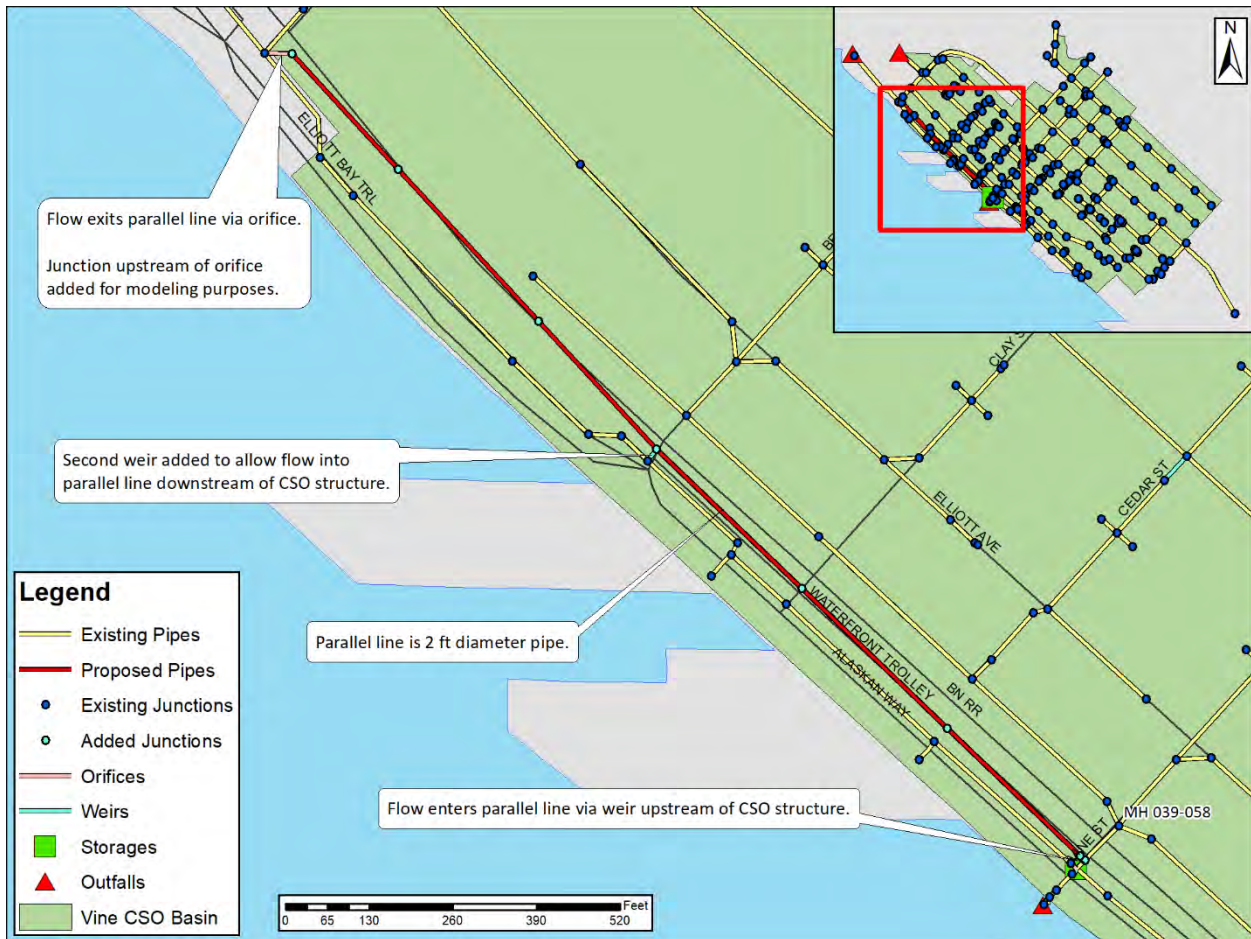 N
ELLIOTT BAY TRL
Flow exits parallel line via orifice.
Junction upstream of orifice
added for modeling purposes.
CLAY
Second weir added to allow flow into
parallel line downstream of CSO structure.
CEDAR ST
ELLIOTT AVE
Parallel line is 2 ft diameter pipe.
WATERFRONT TROLLEY
BN RR
ALASKAN WAY
Flow enters parallel line via weir upstream of CSO structure.
MH 039-058
NE ST
Legend
Existing Pipes
Proposed Pipes
Existing Junctions
Added Junctions
Orifices
Weirs
Storages
Outfalls
Vine CSO Basin
Feet
0 65 130 260 390 520